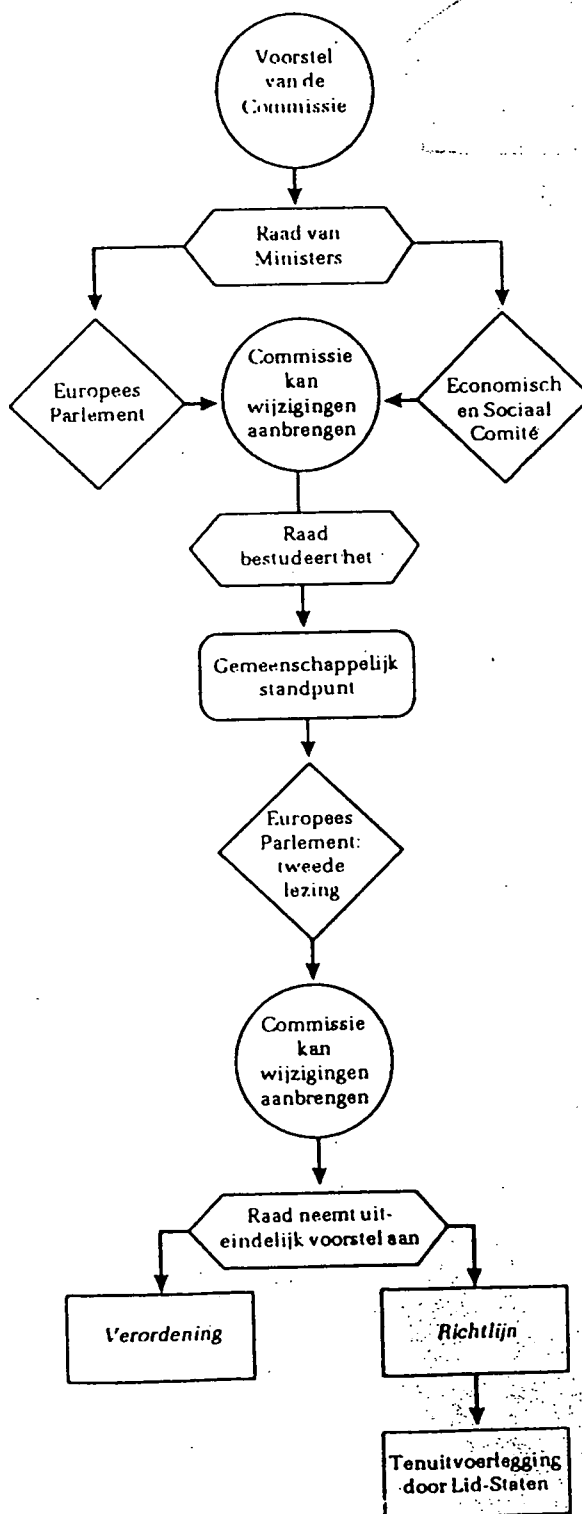 Voorstel
van de
Commissie
Raad van
Ministers
Europees
Parlement
Commissie
kan
wijzigingen
aanbrengen
Economisch
en Sociaal
Comité
Raad
bestudeert het
Gemeenschappelijk
standpunt
Europees
Parlement:
tweede
lezing
Commissie
kan
wijzigingen
aanbrengen
Raad neemt uit-
eindelijk voorstel aan
Verordening
Richtlijn
Tenuitvoerlegging
door Lid-Staten